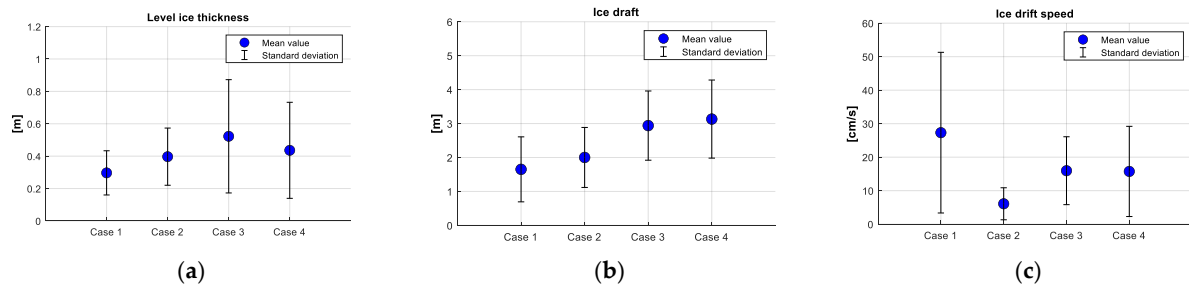 Level ice thickness
1.2
1
0.8
0.6
0.4
0.2
0
[m]
Mean value
Standard deviation
Case 1 Case 2 Case 3 Case 4
(a)
Ice draft
6
5
4
3
2
1
0
[m]
Mean value
Standard deviation
Case 1 Case 2 Case 3 Case 4
(b)
Ice drift speed
60
50
40
30
20
10
0
[cm/s]
Mean value
Standard deviation
Case 1 Case 2 Case 3 Case 4
(c)